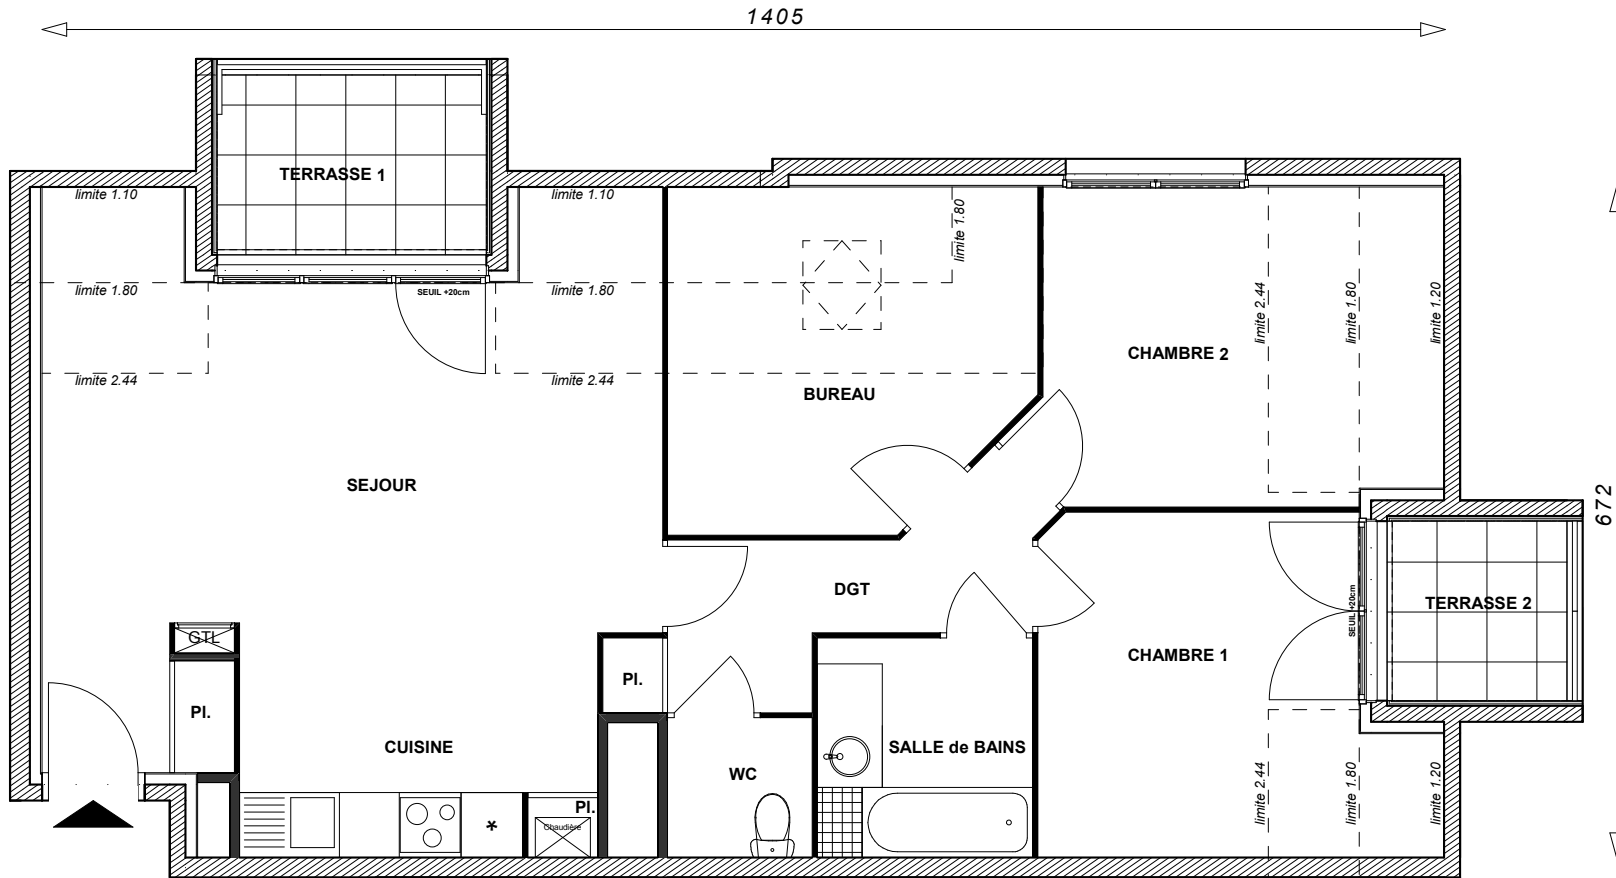 1405
TERRASSE 1
limite 1.10
limite 1.10
limite 1.80
limite 1.80
limite 1.80
SEUIL +20cm
limite 2.44
limite 2.44
BUREAU
CHAMBRE 2
limite 2.44
limite 1.80
limite 1.20
SEJOUR
672
DGT
SEUIL +20cm
TERRASSE 2
GTL
CHAMBRE 1
Pl.
Pl.
CUISINE
SALLE de BAINS
WC
limite 2.44
limite 1.80
limite 1.20
Pl.
*
Chaudière